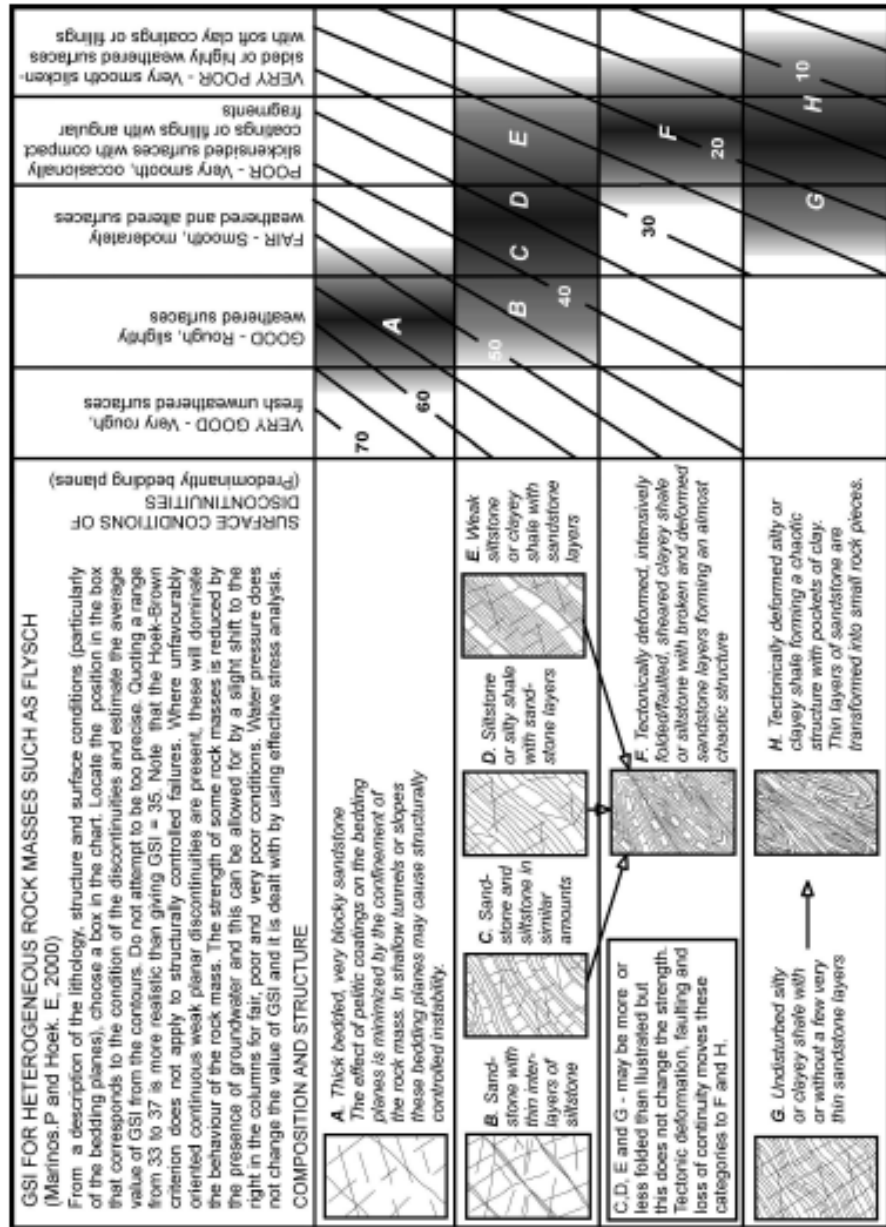 GSI FOR HETEROGENEOUS ROCK MASSES SUCH AS FLYSCH
(Marinos.P and Hoek. E, 2000)
From a description of the lithology, structure and surface conditions (particularly
of the bedding planes), choose a box in the chart. Locate the position in the box
that corresponds to the condition of the discontinuities and estimate the average
value of GSI from the contours. Do not attempt to be too precise. Quoting a range
from 33 to 37 is more realistic than giving GSI = 35. Note that the Hoek-Brown
criterion does not apply to structurally controlled failures. Where unfavourably
oriented continuous weak planar discontinuities are present, these will dominate
the behaviour of the rock mass. The strength of some rock masses is reduced by
the presence of groundwater and this can be allowed for by a slight shift to the
right in the columns for fair, poor and very poor conditions. Water pressure does
not change the value of GSI and it is dealt with by using effective stress analysis.
COMPOSITION AND STRUCTURE
SURFACE CONDITIONS OF
DISCONTINUITIES
(Predominantly bedding planes)
VERY GOOD - Very rough,
fresh unweathered surfaces
GOOD - Rough, slightly
weathered surfaces
FAIR - Smooth, moderately
weathered and altered surfaces
POOR - Very smooth, occasionally
slickensided surfaces with compact
coatings or fillings with angular
fragments
VERY POOR - Very smooth slicken-
sided or highly weathered surfaces
with soft clay coatings or fillings
A. Thick bedded, very blocky sandstone
The effect of pelitic coatings on the bedding
planes is minimized by the confinement of
the rock mass. In shallow tunnels or slopes
these bedding planes may cause structurally
controlled instability.
70
60
A
B. Sand-
stone with
thin inter-
layers of
siltstone
C. Sand-
stone and
siltstone in
similar
amounts
D. Siltstone
or silty shale
with sand-
stone layers
E. Weak
siltstone
or clayey
shale with
sandstone
layers
50
B
40
C
D
E
C,D, E and G - may be more or
less folded than illustrated but
this does not change the strength.
Tectonic deformation, faulting and
loss of continuity moves these
categories to F and H.
F. Tectonically deformed, intensively
folded/faulted, sheared clayey shale
or siltstone with broken and deformed
sandstone layers forming an almost
chaotic structure
30
F
20
G. Undisturbed silty
or clayey shale with
or without a few very
thin sandstone layers
H. Tectonically deformed silty or
clayey shale forming a chaotic
structure with pockets of clay.
Thin layers of sandstone are
transformed into small rock pieces.
G
H
10